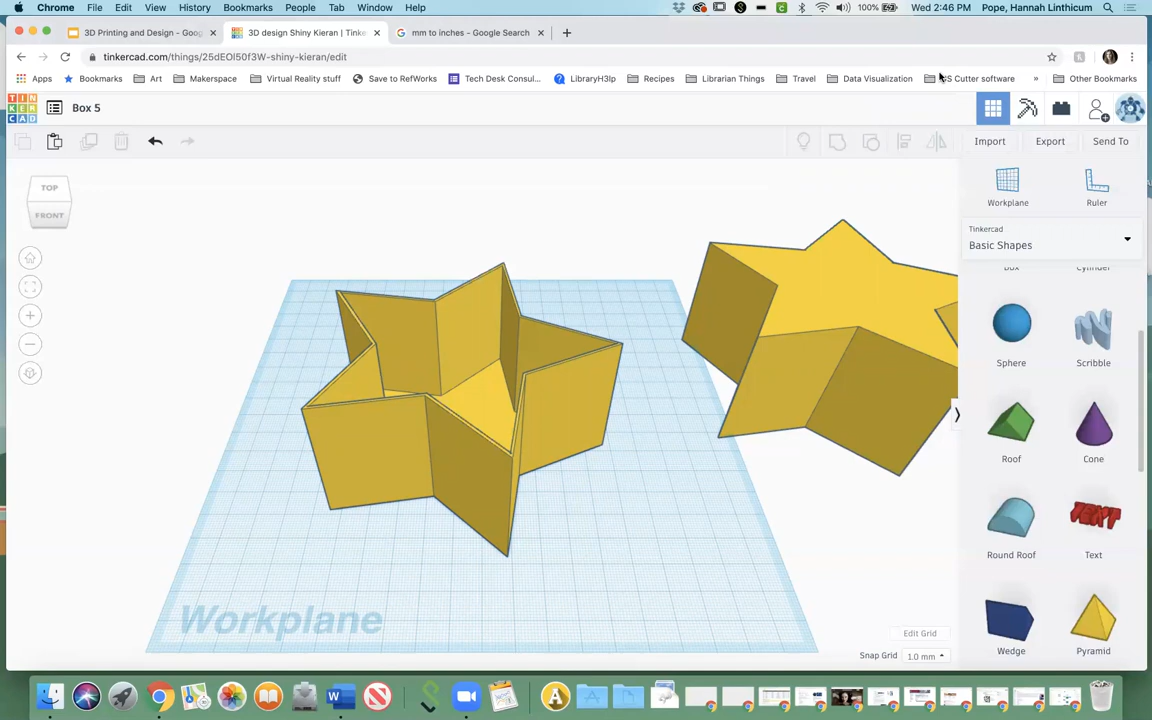 Chrome File Edit View History Bookmarks People Tab Window Help 100% Wed 2:46 PM Pope, Hannah Linthicum
3D Printing and Design - Goog 3D design Shiny Kieran | Tinke mm to inches - Google Search
tinkercad.com/things/25dEOl50f3W-shiny-kieran/edit
Apps Bookmarks Art Makerspace Virtual Reality stuff Save to RefWorks Tech Desk Consul... LibraryH3lp Recipes Librarian Things Travel Data Visualization Cutter software » Other Bookmarks
TIN
KER
CAD
Box 5
Import Export Send To
TOP
FRONT
Workplane Ruler
Tinkercad
Basic Shapes
Box Cylinder
Sphere Scribble
Roof Cone
TEXT
Round Roof Text
Wedge Pyramid
Workplane
Edit Grid
Snap Grid 1.0 mm